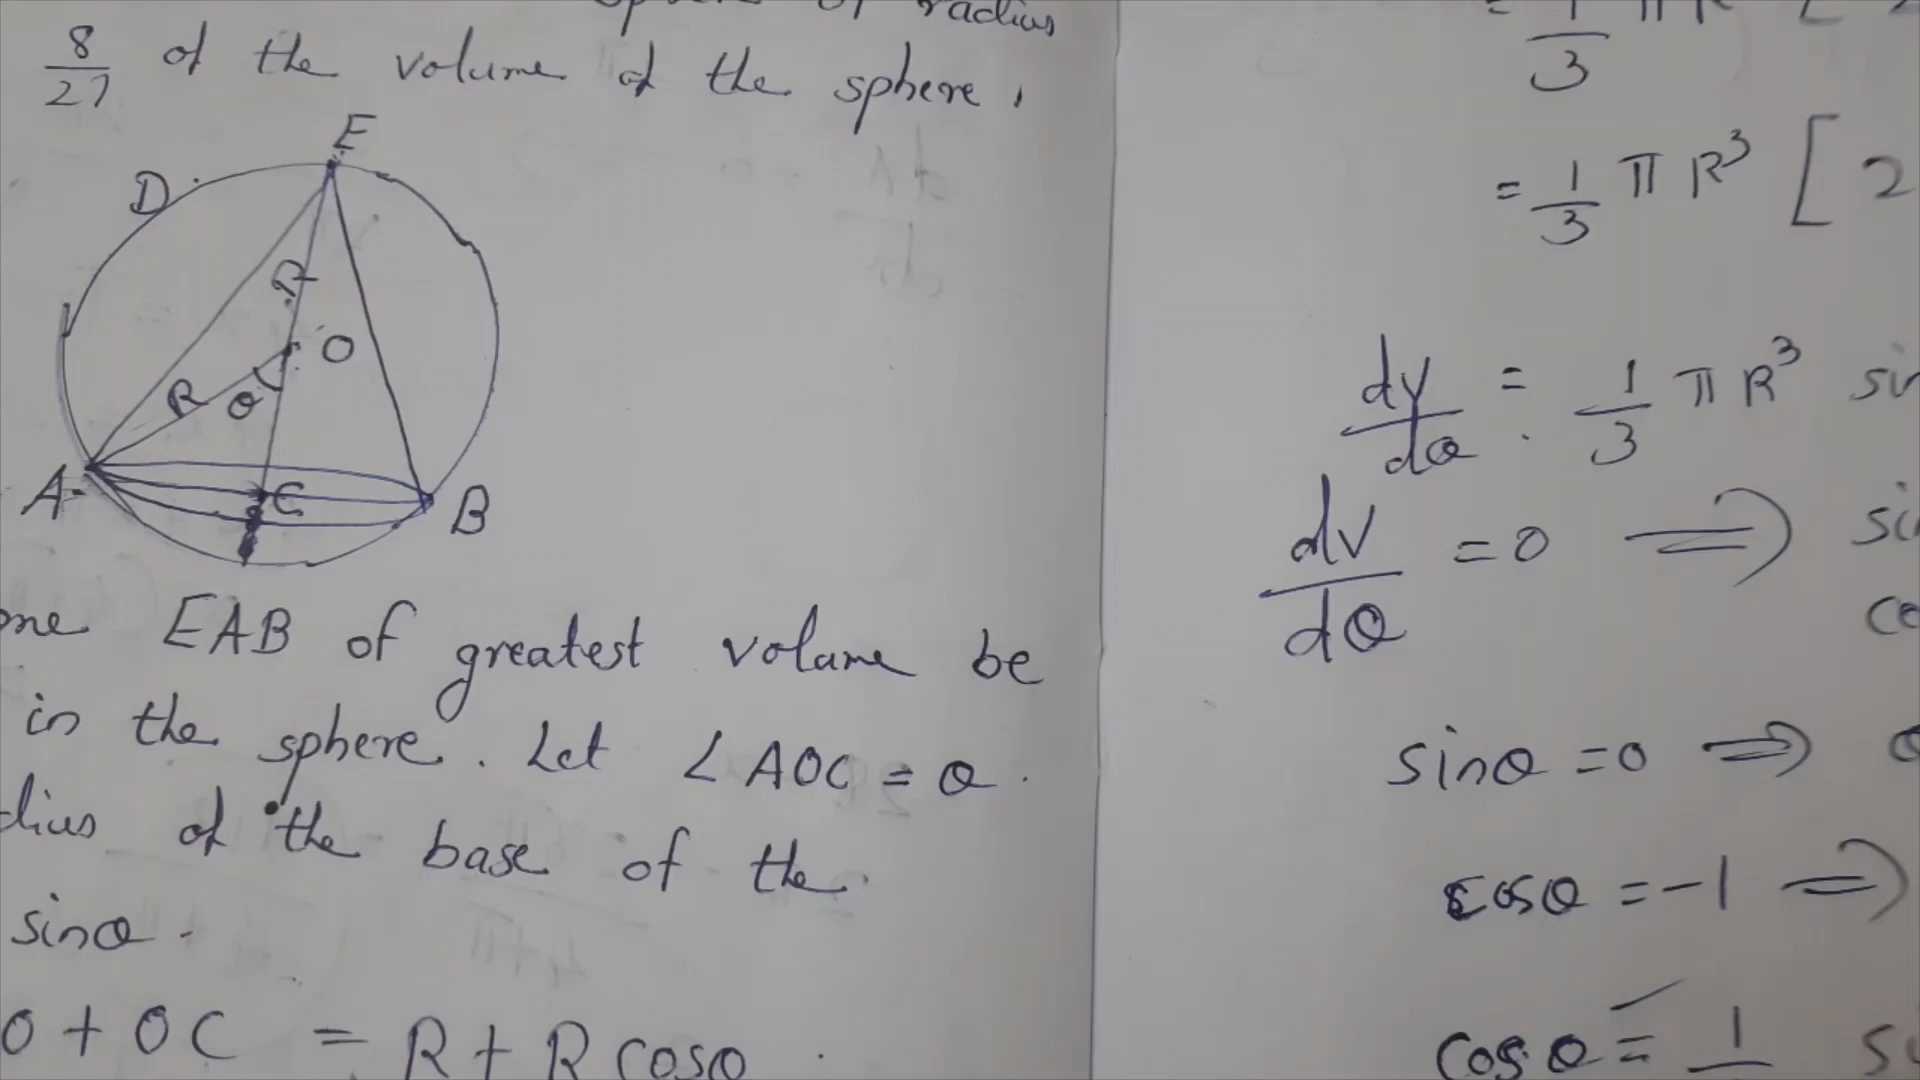 radius
8/27 of the volume of the sphere.
E
D
R
O
R θ
A C B
EAB of greatest volume be
in the sphere. Let ∠AOC = θ.
of the base of the
sinθ.
O + OC = R + R cosθ.
3
= 1/3 π R³ [ 2
dv/dθ = 1/3 π R³
dv/dθ = 0 ⇒
sinθ = 0 ⇒
cosθ = -1 ⇒
cosθ = 1